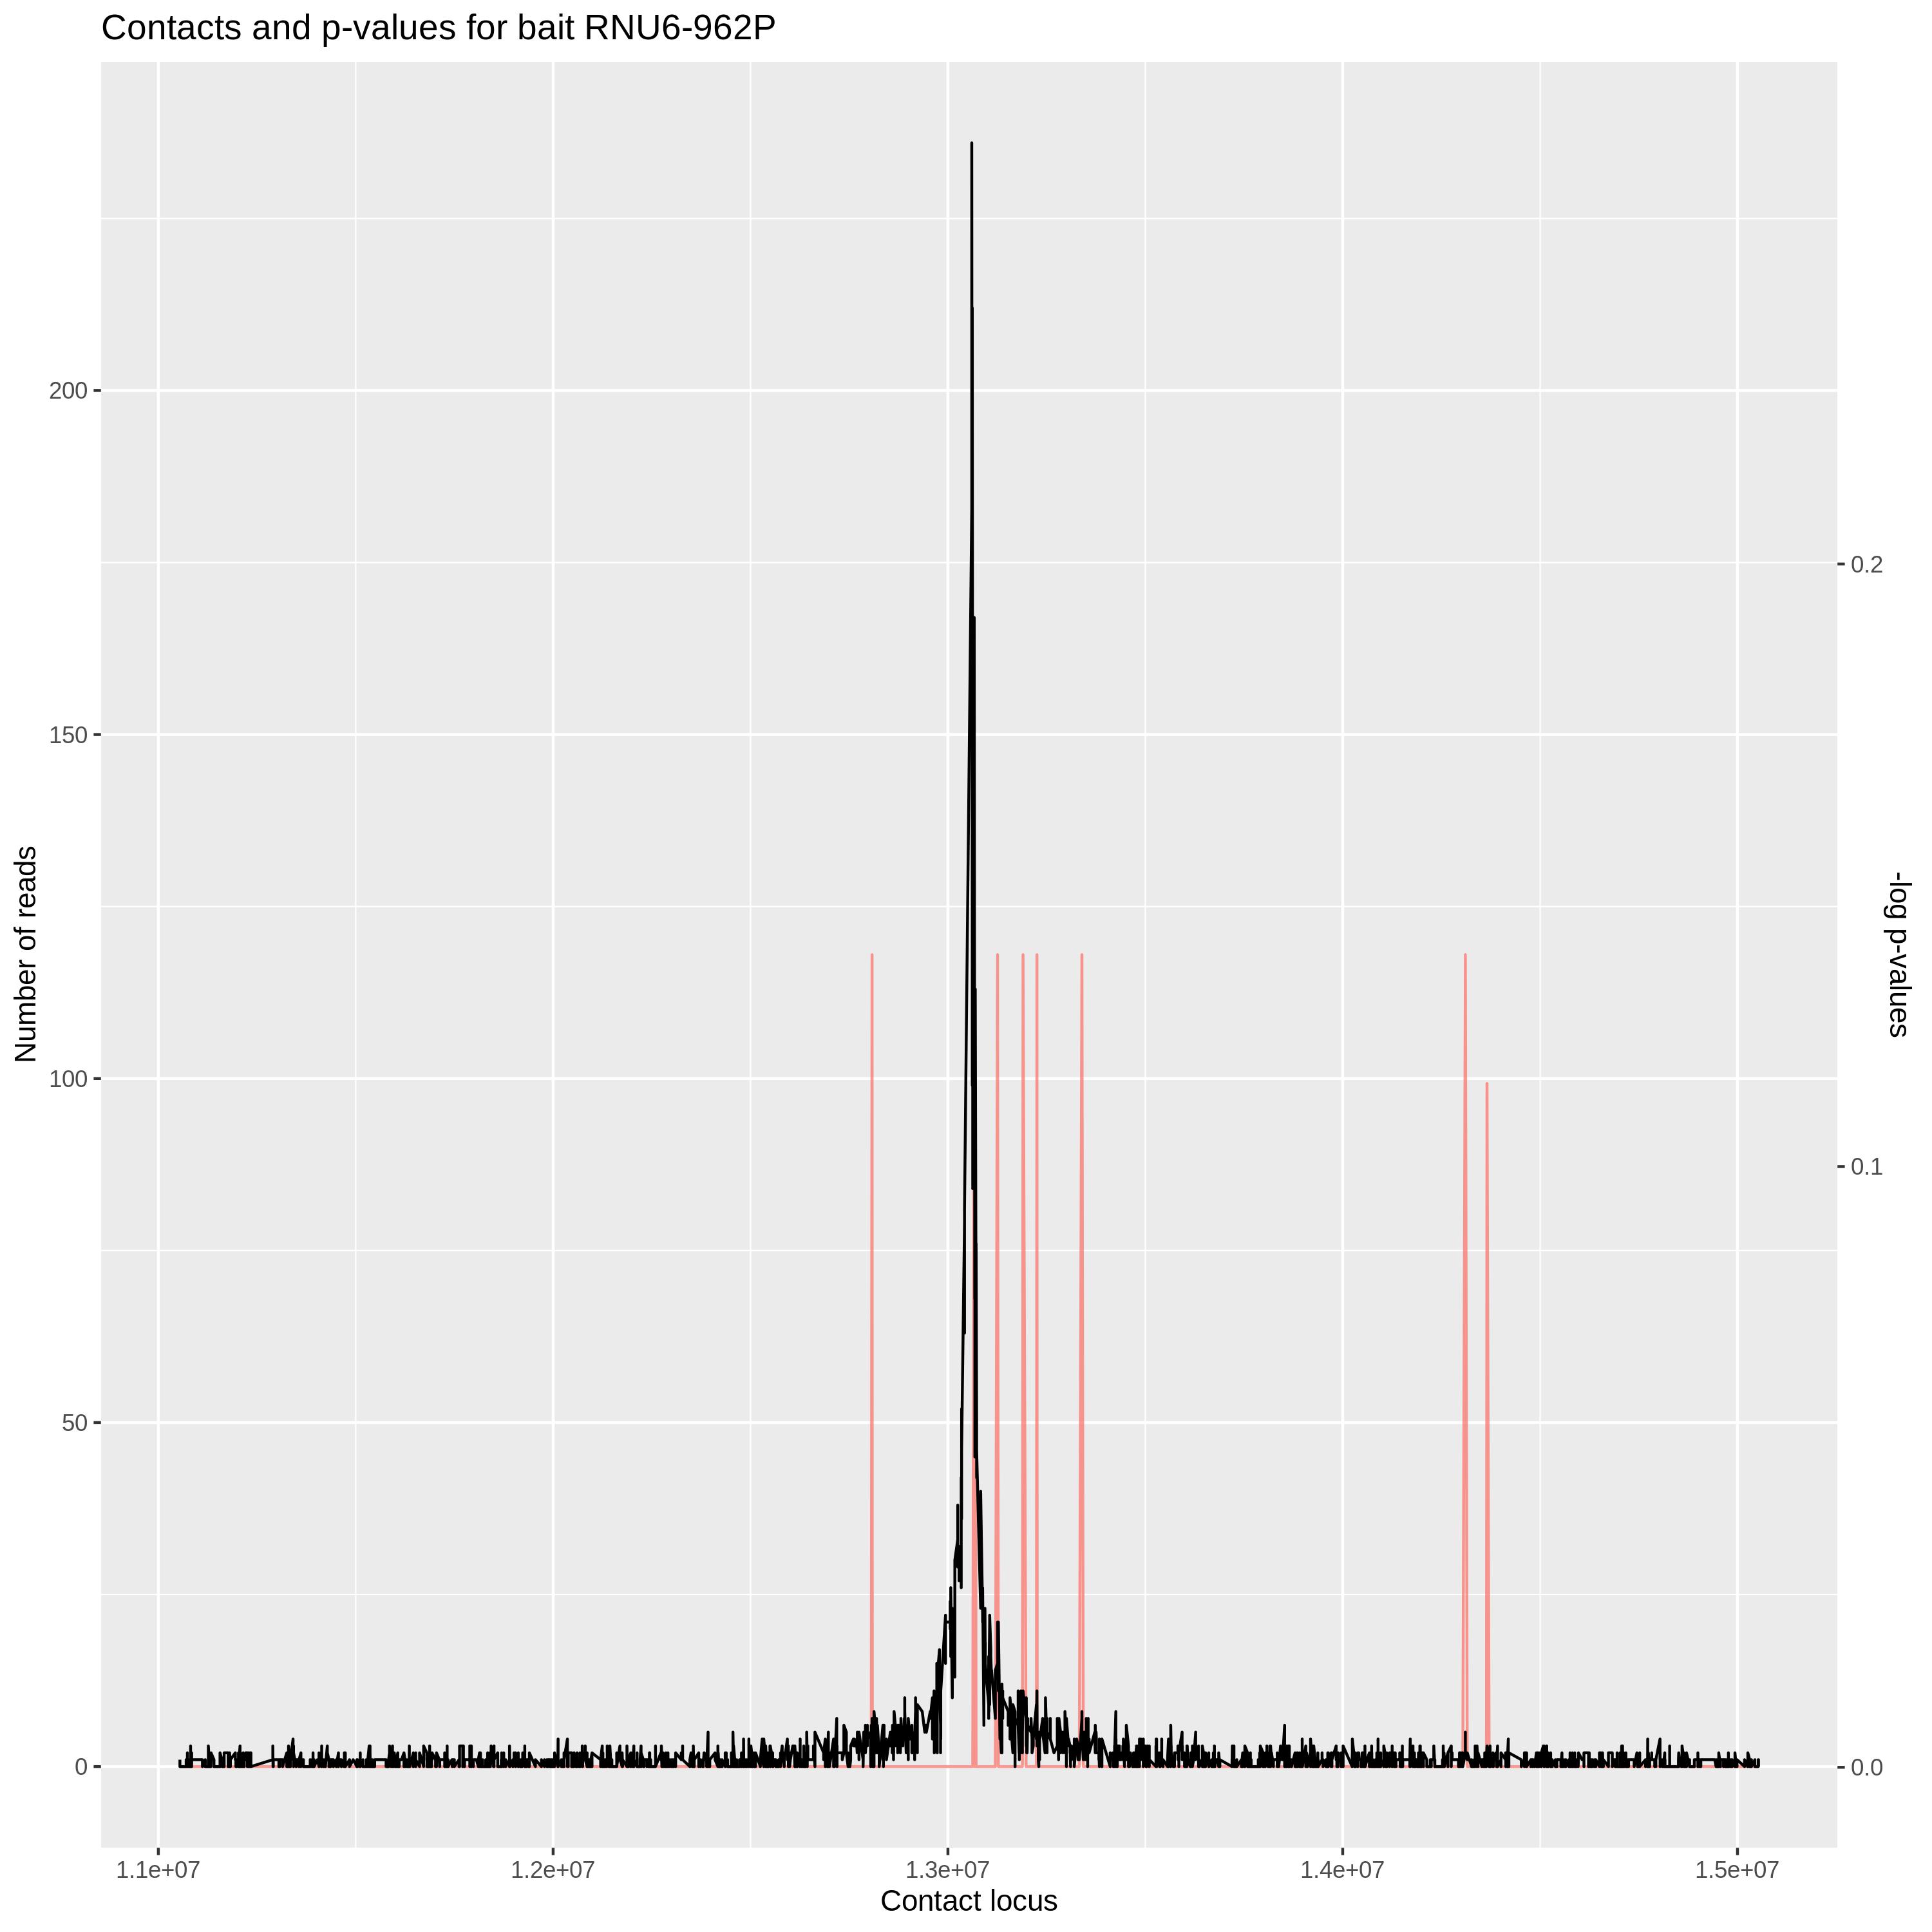 Contacts and p-values for bait RNU6-962P
Number of reads
200
150
100
50
0
0.2
0.1
0.0
-log p-values
1.1e+07 1.2e+07 1.3e+07 1.4e+07 1.5e+07
Contact locus